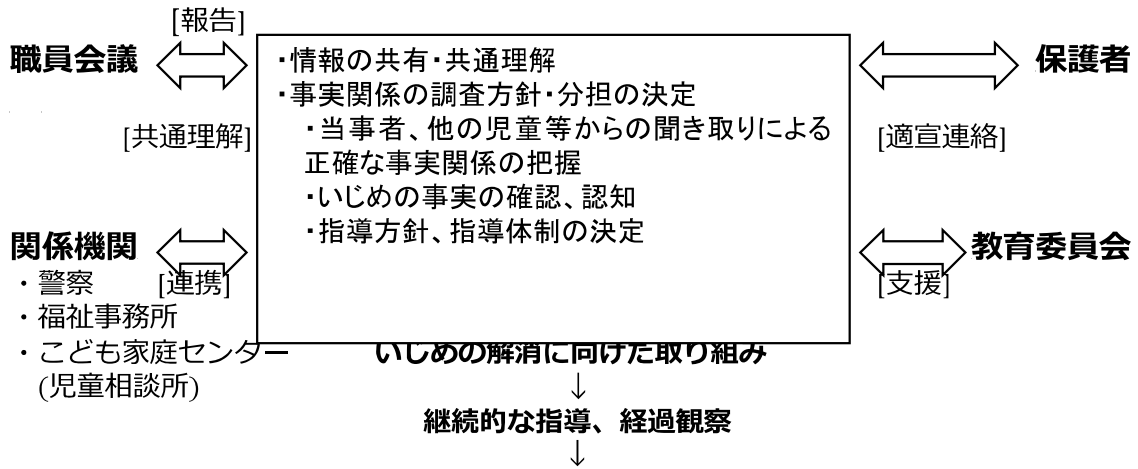 [報告]
職員会議
[共通理解]
・情報の共有・共通理解
・事実関係の調査方針・分担の決定
・当事者、他の児童等からの聞き取りによる
正確な事実関係の把握
・いじめの事実の確認、認知
・指導方針、指導体制の決定
保護者
[適宣連絡]
関係機関
[連携]
・警察
・福祉事務所
・こども家庭センター
(児童相談所)
教育委員会
[支援]
いじめの解消に向けた取り組み
↓
継続的な指導、経過観察
↓